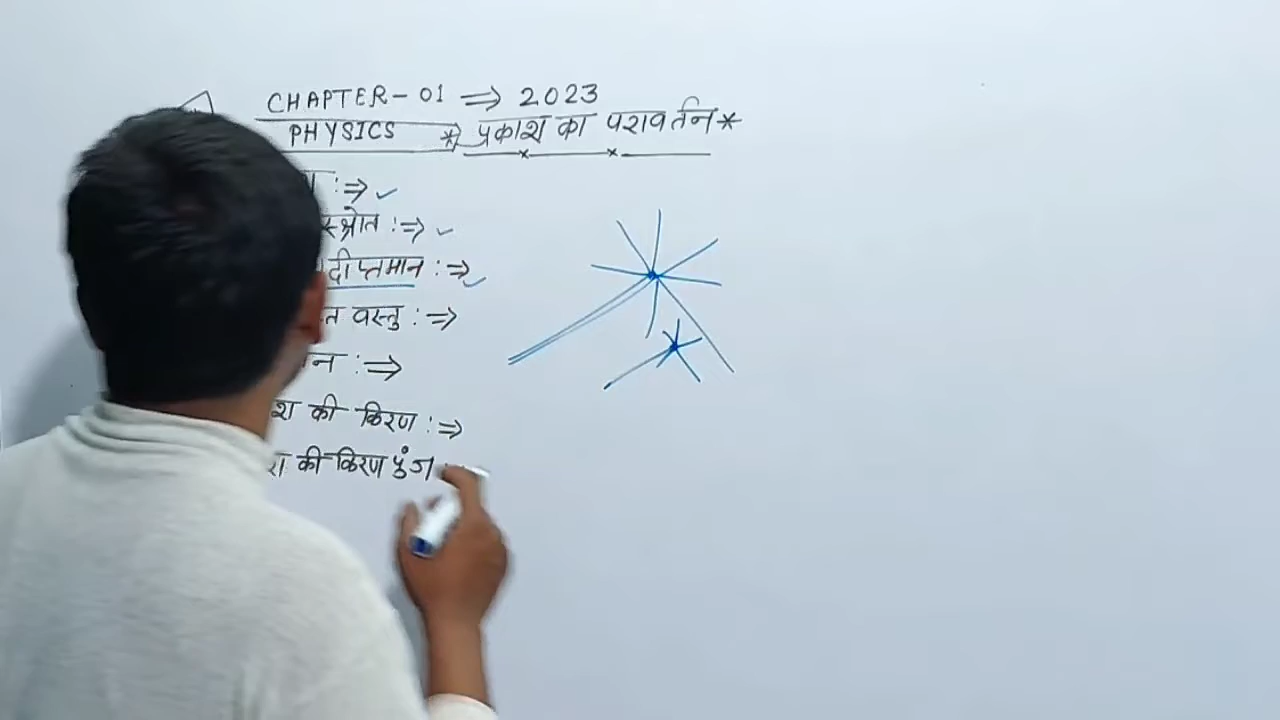 CHAPTER-01 ⇒ 2023
PHYSICS *⇒ प्रकाश का परावर्तन *
:⇒ ✓
स्त्रोत :⇒ ✓
दीप्तमान :⇒ ✓
वस्तु :⇒
:⇒
की किरण :⇒
की किरण पुंज